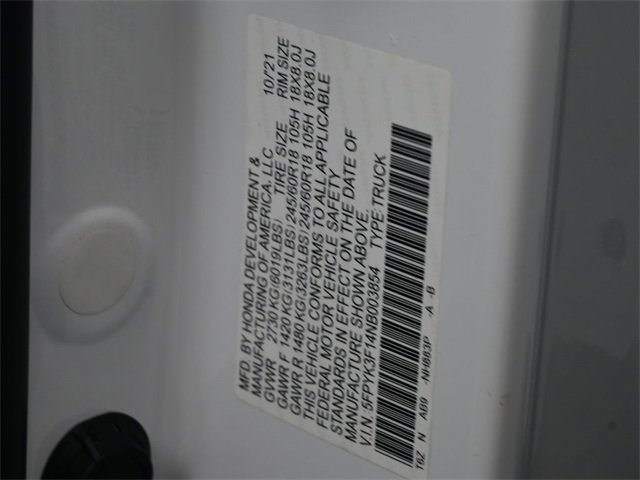 MFD. BY HONDA DEVELOPMENT & 10/21
MANUFACTURING OF AMERICA, LLC
GVWR 2730 KG(6019LBS) TIRE SIZE RIM SIZE
GAWR F 1420 KG(3131LBS) 245/60R18 105H 18X8.0J
GAWR R 1480 KG(3263LBS) 245/60R18 105H 18X8.0J
THIS VEHICLE CONFORMS TO ALL APPLICABLE
FEDERAL MOTOR VEHICLE SAFETY
STANDARDS IN EFFECT ON THE DATE OF
MANUFACTURE SHOWN ABOVE.
V.I.N. 5FPYK3F14NB003854 TYPE:TRUCK
T6Z N AB9 -NH883P -A -B